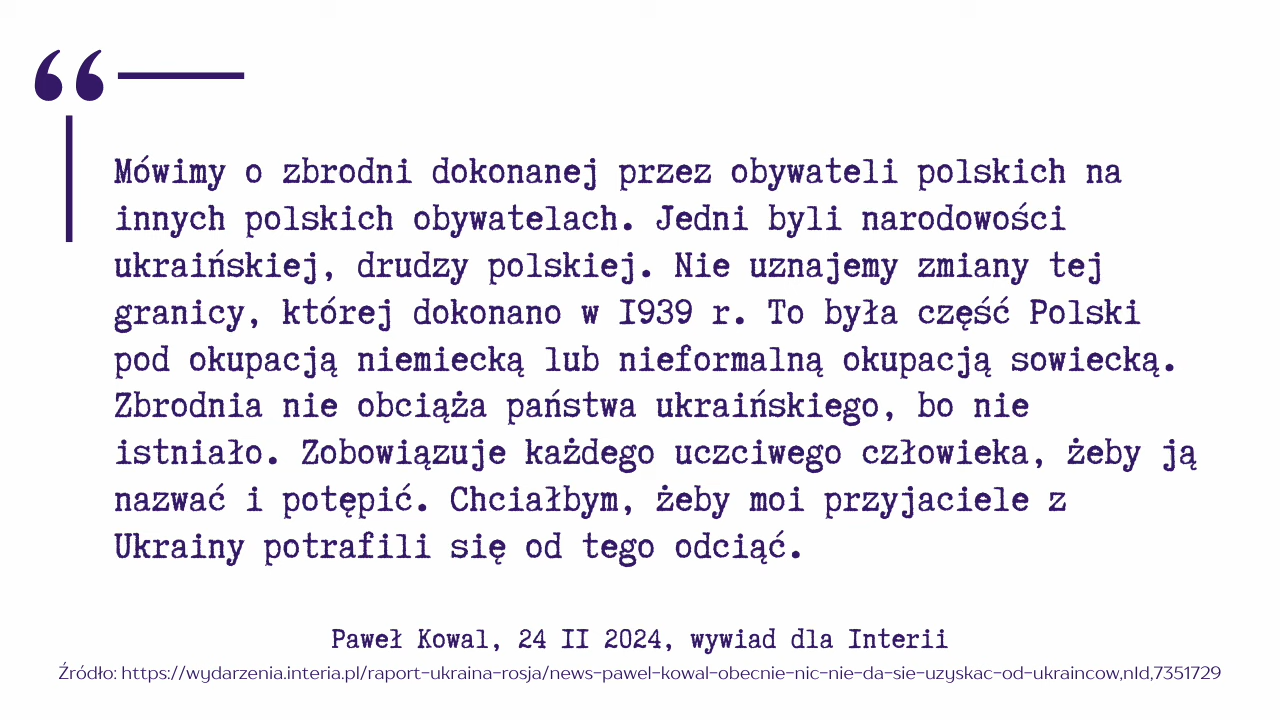 “
Mówimy o zbrodni dokonanej przez obywateli polskich na
innych polskich obywatelach. Jedni byli narodowości
ukraińskiej, drudzy polskiej. Nie uznajemy zmiany tej
granicy, której dokonano w 1939 r. To była część Polski
pod okupacją niemiecką lub nieformalną okupacją sowiecką.
Zbrodnia nie obciąża państwa ukraińskiego, bo nie
istniało. Zobowiązuje każdego uczciwego człowieka, żeby ją
nazwać i potępić. Chciałbym, żeby moi przyjaciele z
Ukrainy potrafili się od tego odciąć.
Paweł Kowal, 24 II 2024, wywiad dla Interii
Źródło: https://wydarzenia.interia.pl/raport-ukraina-rosja/news-pawel-kowal-obecnie-nic-nie-da-sie-uzyskac-od-ukraincow,nId,7351729